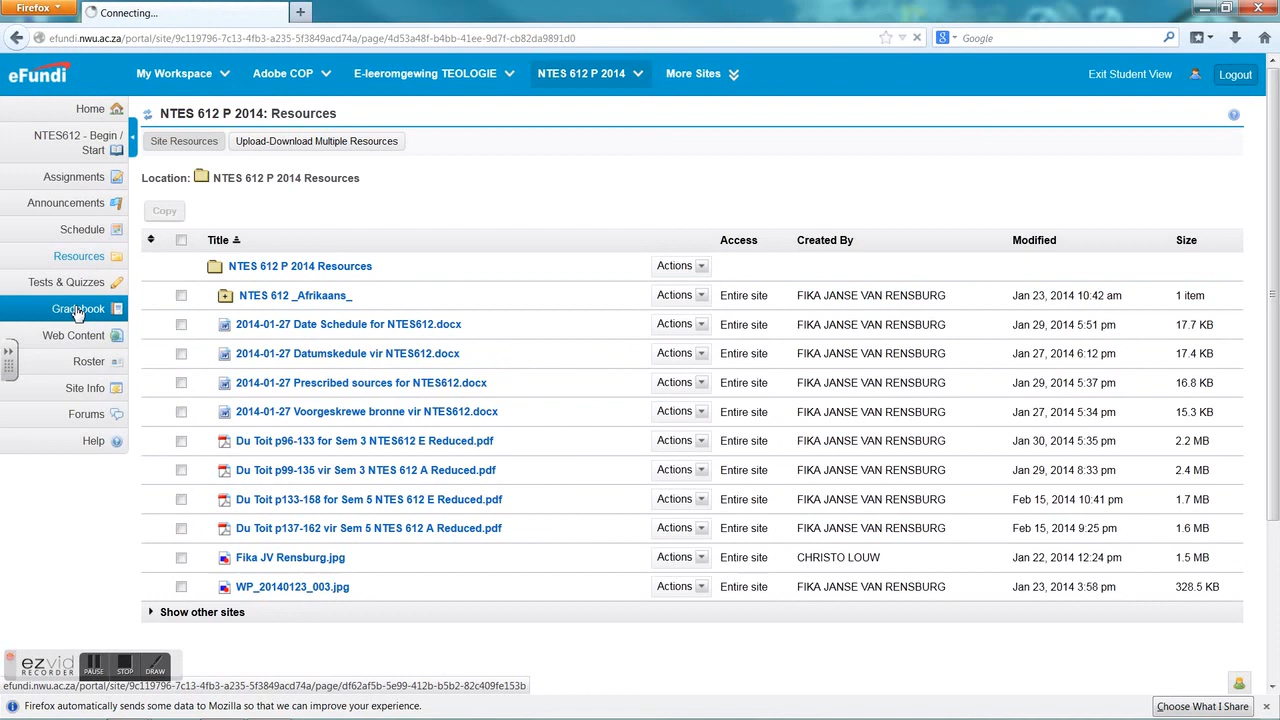 Firefox
Connecting...
efundi.nwu.ac.za/portal/site/9c119796-7c13-4fb3-a235-5f3849acd74a/page/4d53a48f-b4bb-41ee-9d7f-cb82da9891d0
Google
eFundi
My Workspace
Adobe COP
E-leeromgewing TEOLOGIE
NTES 612 P 2014
More Sites
Exit Student View
Logout
Home
NTES612 - Begin /
Start
Assignments
Announcements
Schedule
Resources
Tests & Quizzes
Gradebook
Web Content
Roster
Site Info
Forums
Help
NTES 612 P 2014: Resources
Site Resources Upload-Download Multiple Resources
Location: NTES 612 P 2014 Resources
Copy
Title Access Created By Modified Size
NTES 612 P 2014 Resources Actions
NTES 612 _Afrikaans_ Actions Entire site FIKA JANSE VAN RENSBURG Jan 23, 2014 10:42 am 1 item
2014-01-27 Date Schedule for NTES612.docx Actions Entire site FIKA JANSE VAN RENSBURG Jan 29, 2014 5:51 pm 17.7 KB
2014-01-27 Datumskedule vir NTES612.docx Actions Entire site FIKA JANSE VAN RENSBURG Jan 27, 2014 6:12 pm 17.4 KB
2014-01-27 Prescribed sources for NTES612.docx Actions Entire site FIKA JANSE VAN RENSBURG Jan 29, 2014 5:37 pm 16.8 KB
2014-01-27 Voorgeskrewe bronne vir NTES612.docx Actions Entire site FIKA JANSE VAN RENSBURG Jan 27, 2014 5:34 pm 15.3 KB
Du Toit p96-133 for Sem 3 NTES612 E Reduced.pdf Actions Entire site FIKA JANSE VAN RENSBURG Jan 30, 2014 5:35 pm 2.2 MB
Du Toit p99-135 vir Sem 3 NTES 612 A Reduced.pdf Actions Entire site FIKA JANSE VAN RENSBURG Jan 29, 2014 8:33 pm 2.4 MB
Du Toit p133-158 for Sem 5 NTES 612 E Reduced.pdf Actions Entire site FIKA JANSE VAN RENSBURG Feb 15, 2014 10:41 pm 1.7 MB
Du Toit p137-162 vir Sem 5 NTES 612 A Reduced.pdf Actions Entire site FIKA JANSE VAN RENSBURG Feb 15, 2014 9:25 pm 1.6 MB
Fika JV Rensburg.jpg Actions Entire site CHRISTO LOUW Jan 22, 2014 12:24 pm 1.5 MB
WP_20140123_003.jpg Actions Entire site FIKA JANSE VAN RENSBURG Jan 23, 2014 3:58 pm 328.5 KB
Show other sites
ezvid
RECORDER
PAUSE STOP DRAW
efundi.nwu.ac.za/portal/site/9c119796-7c13-4fb3-a235-5f3849acd74a/page/df62af5b-5e99-412b-b5b2-82c409fe153b
Firefox automatically sends some data to Mozilla so that we can improve your experience.
Choose What I Share